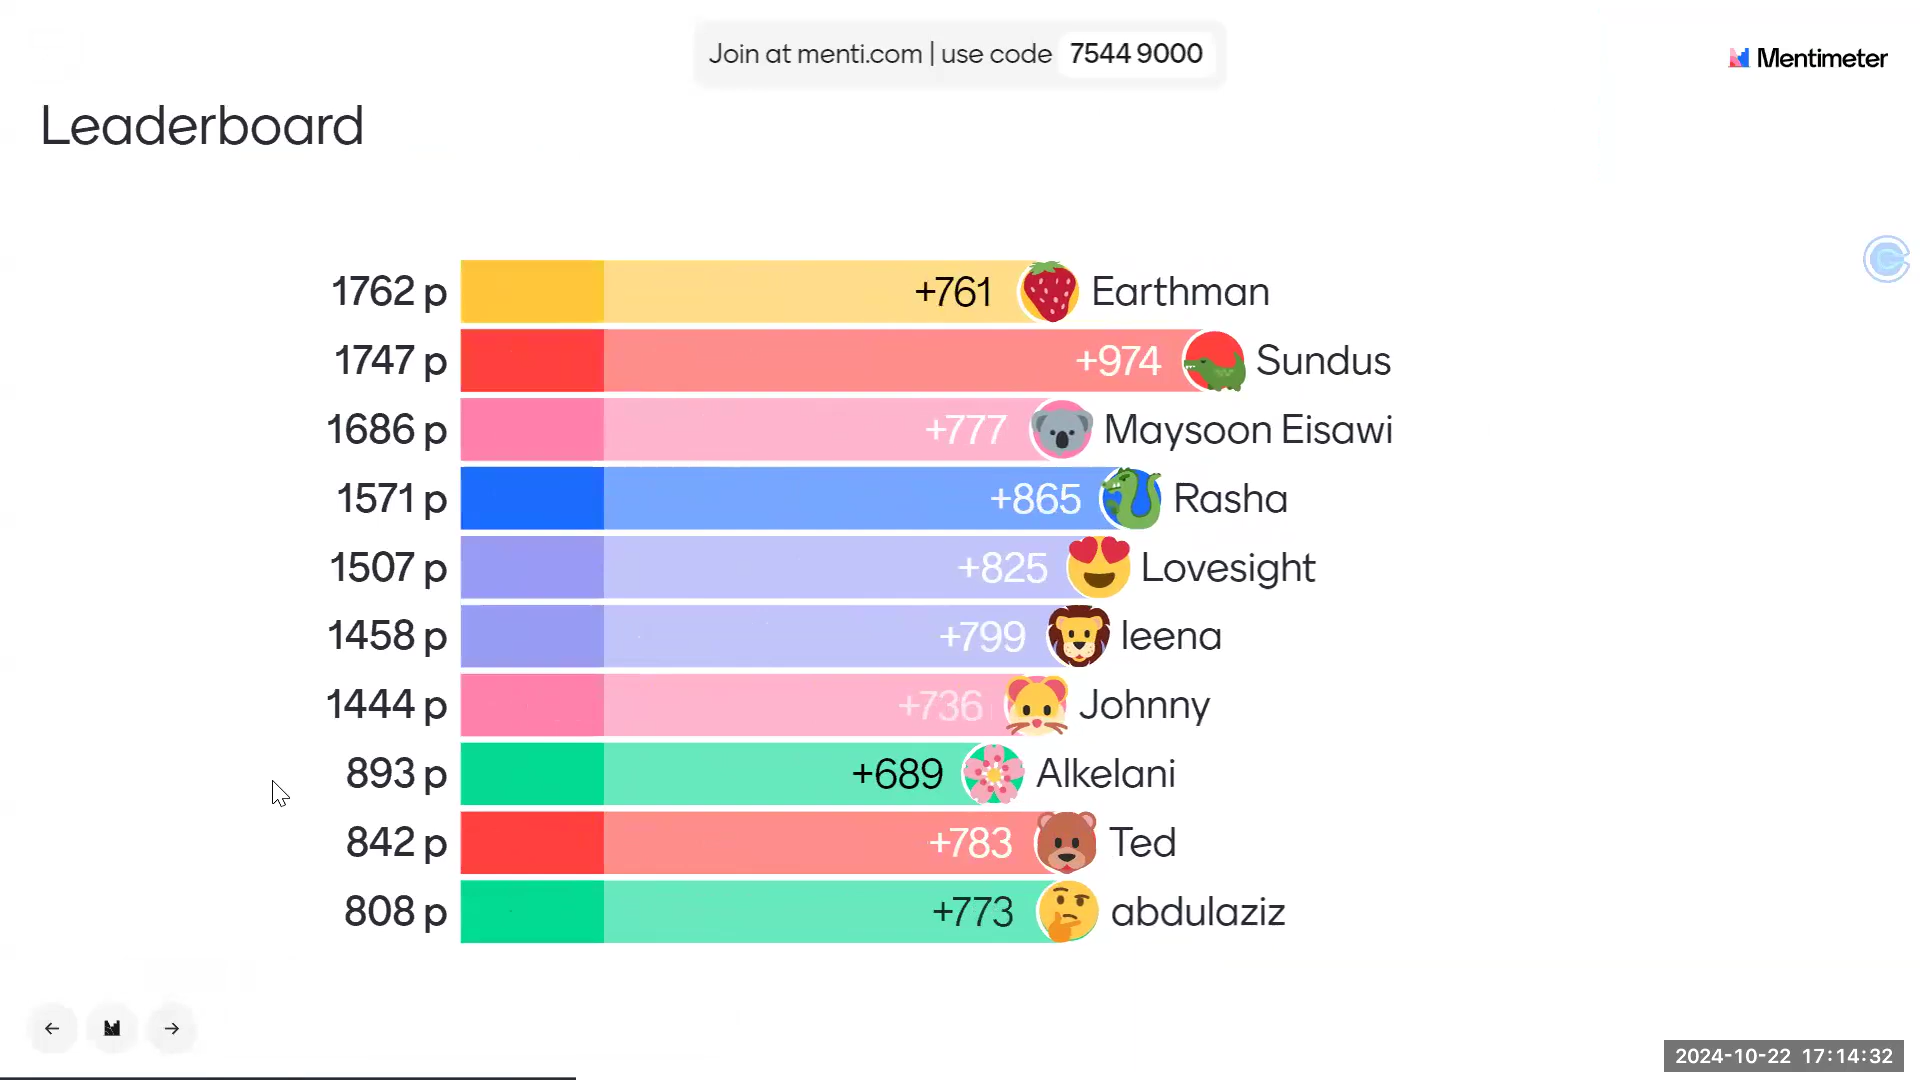 Join at menti.com | use code 7544 9000
Mentimeter
Leaderboard
1762 p +761 Earthman
1747 p +974 Sundus
1686 p +777 Maysoon Eisawi
1571 p +865 Rasha
1507 p +825 Lovesight
1458 p +799 leena
1444 p +736 Johnny
893 p +689 Alkelani
842 p +783 Ted
808 p +773 abdulaziz
2024-10-22 17:14:32